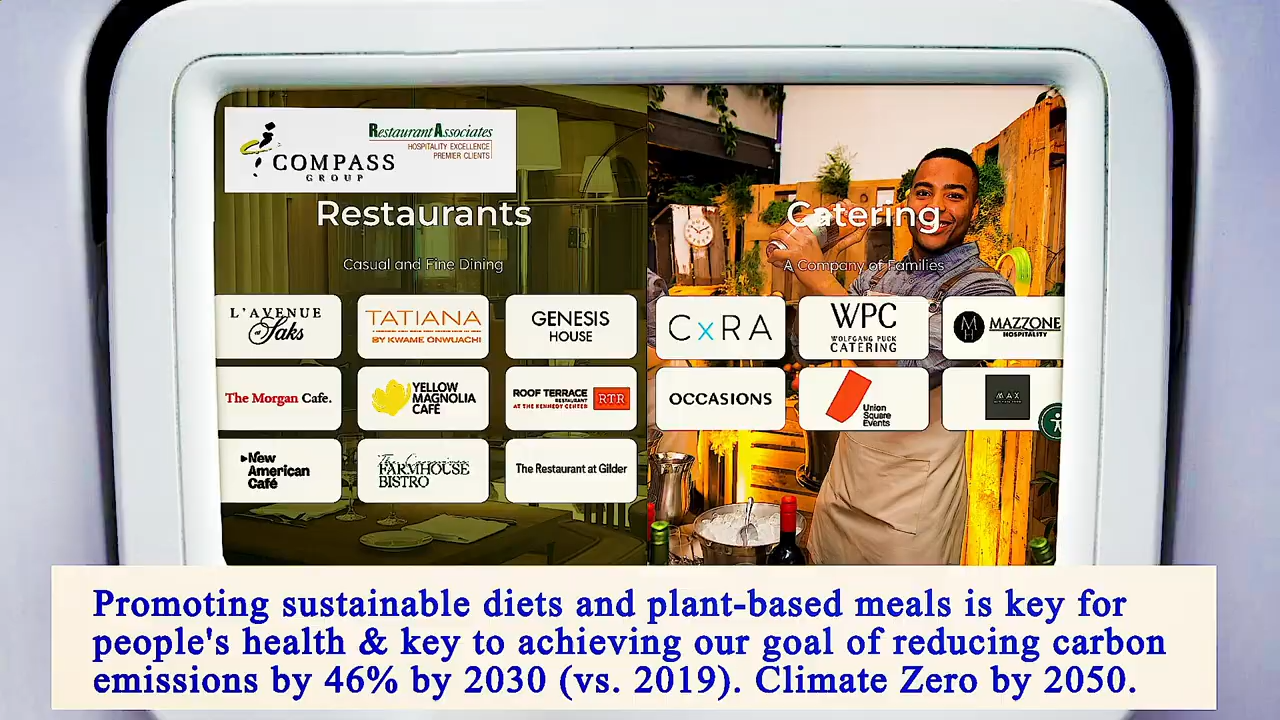 COMPASS
GROUP
Restaurant Associates
HOSPITALITY EXCELLENCE
PREMIER CLIENTS
Restaurants
Casual and Fine Dining
L'AVENUE
at Saks
TATIANA
BY KWAME ONWUACHI
GENESIS
HOUSE
The Morgan Cafe.
YELLOW
MAGNOLIA
CAFÉ
ROOF TERRACE
RESTAURANT
AT THE KENNEDY CENTER
RTR
New
American
Café
FARMHOUSE
BISTRO
The Restaurant at Gilder
Catering
A Company of Families
CxRA
WPC
WOLFGANG PUCK
CATERING
MH
MAZZONE
HOSPITALITY
OCCASIONS
Union
Square
Events
MAX
Promoting sustainable diets and plant-based meals is key for
people's health & key to achieving our goal of reducing carbon
emissions by 46% by 2030 (vs. 2019). Climate Zero by 2050.